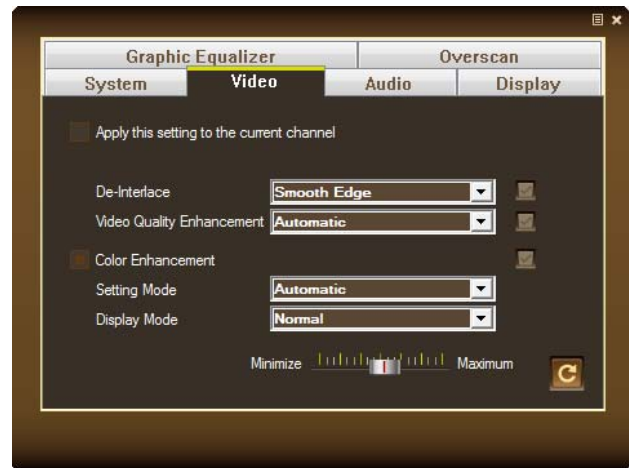 Graphic Equalizer Overscan
System Video Audio Display
Apply this setting to the current channel
De-Interlace Smooth Edge
Video Quality Enhancement Automatic
Color Enhancement
Setting Mode Automatic
Display Mode Normal
Minimize Maximum